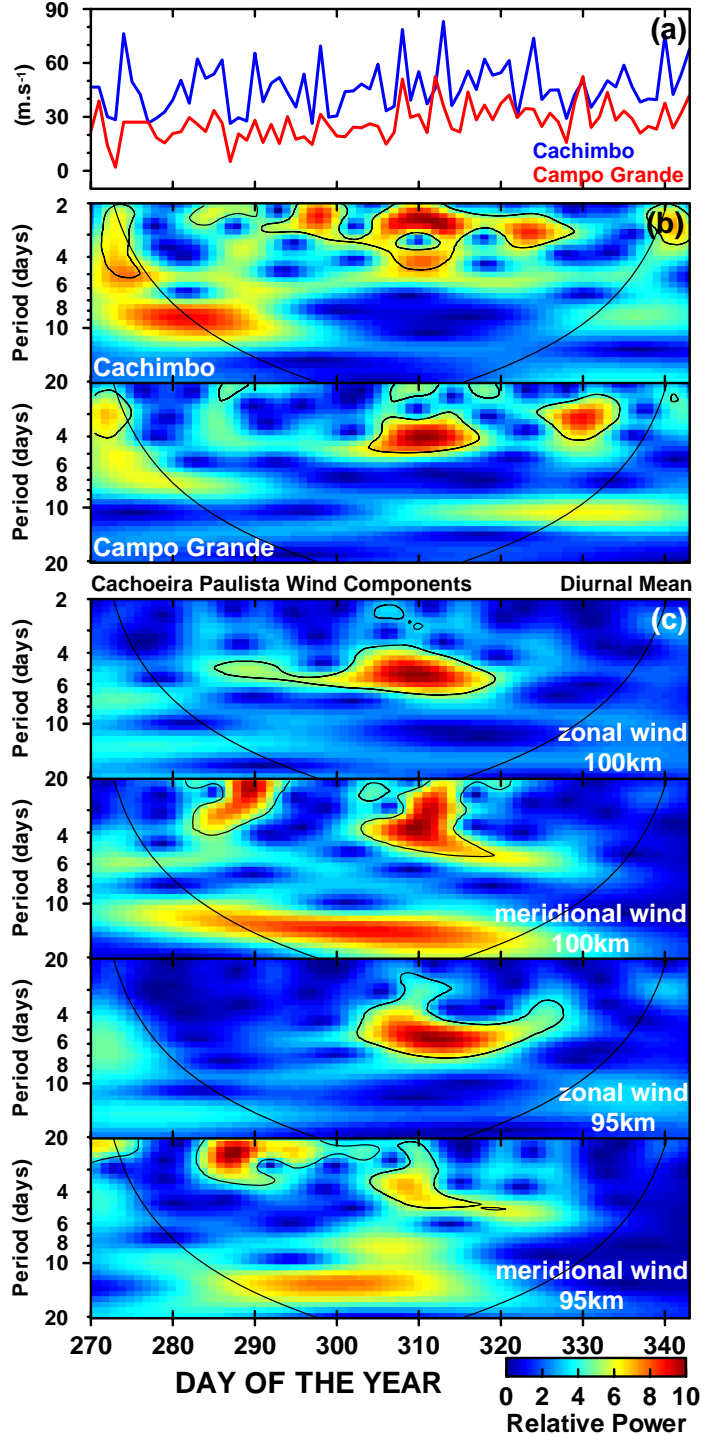 90
(a)
60
(m.s⁻¹)
30
Cachimbo
Campo Grande
0
2
(b)
4
Period (days)
6
8
10
Cachimbo
20
4
Period (days)
6
8
10
Campo Grande
20
Cachoeira Paulista Wind Components Diurnal Mean
2
(c)
4
Period (days)
6
10
zonal wind
100km
20
4
Period (days)
6
10
meridional wind
100km
20
4
Period (days)
6
10
zonal wind
95km
20
4
Period (days)
6
10
meridional wind
95km
20
270 280 290 300 310 320 330 340
DAY OF THE YEAR
0 2 4 6 8 10
Relative Power